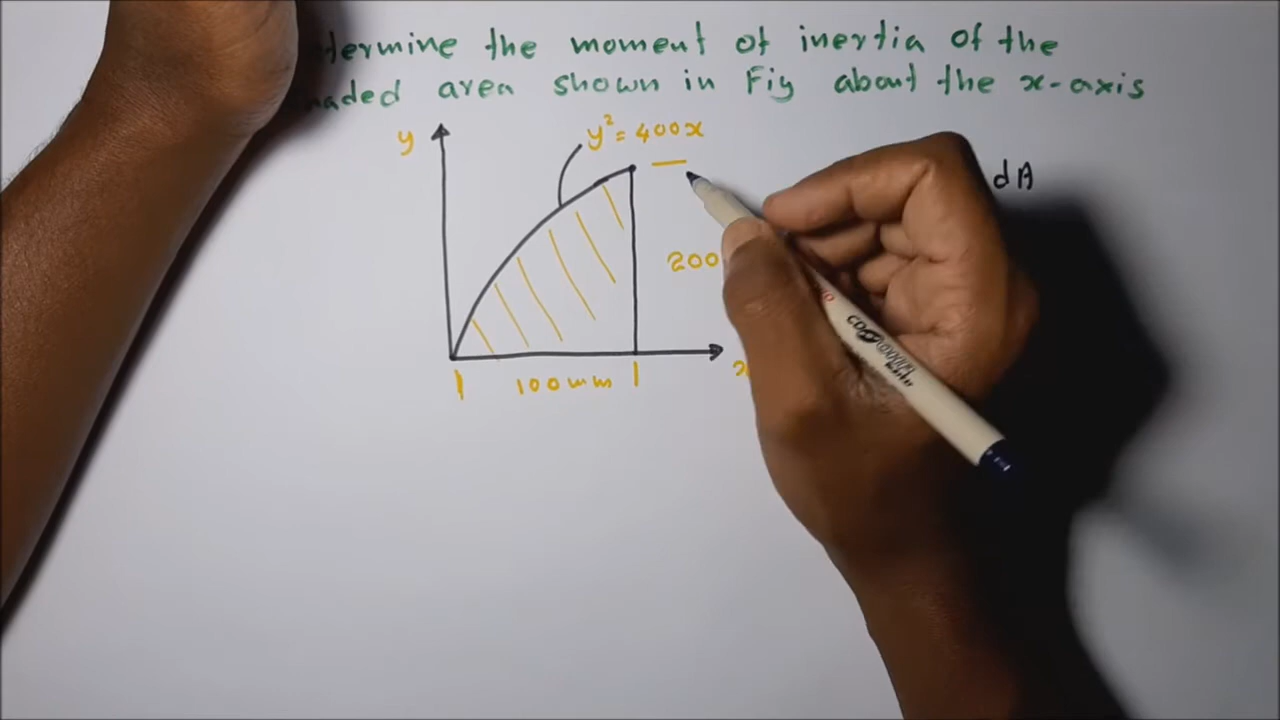 termine the moment of inertia of the
haded area shown in Fig about the x-axis
y
y² = 400x
dA
200
x
100mm